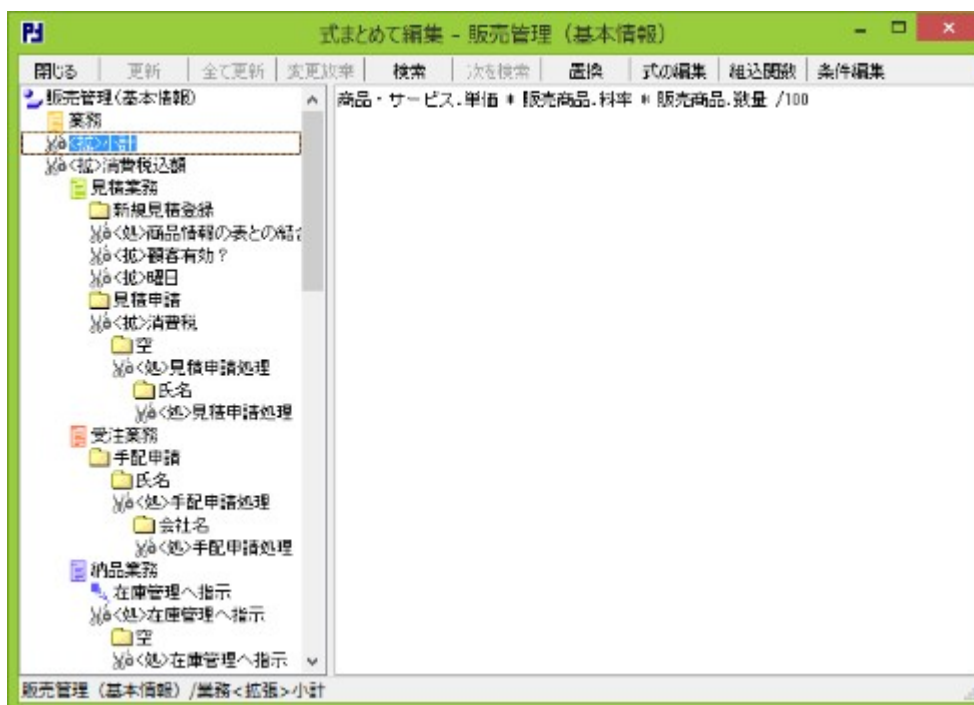 式まとめて編集 - 販売管理（基本情報）
閉じる 更新 全て更新 変更放棄 検索 次を検索 置換 式の編集 組込関数 条件編集
販売管理(基本情報)
業務
<拡>小計
<拡>消費税込額
見積業務
新規見積登録
<処>商品情報の表との結合
<拡>顧客有効？
<拡>曜日
見積申請
<拡>消費税
空
<処>見積申請処理
氏名
<処>見積申請処理
受注業務
手配申請
氏名
<処>手配申請処理
会社名
<処>手配申請処理
納品業務
在庫管理へ指示
<処>在庫管理へ指示
空
<処>在庫管理へ指示
商品・サービス.単価 * 販売商品.料率 * 販売商品.数量 /100
販売管理（基本情報）/業務<拡張>小計